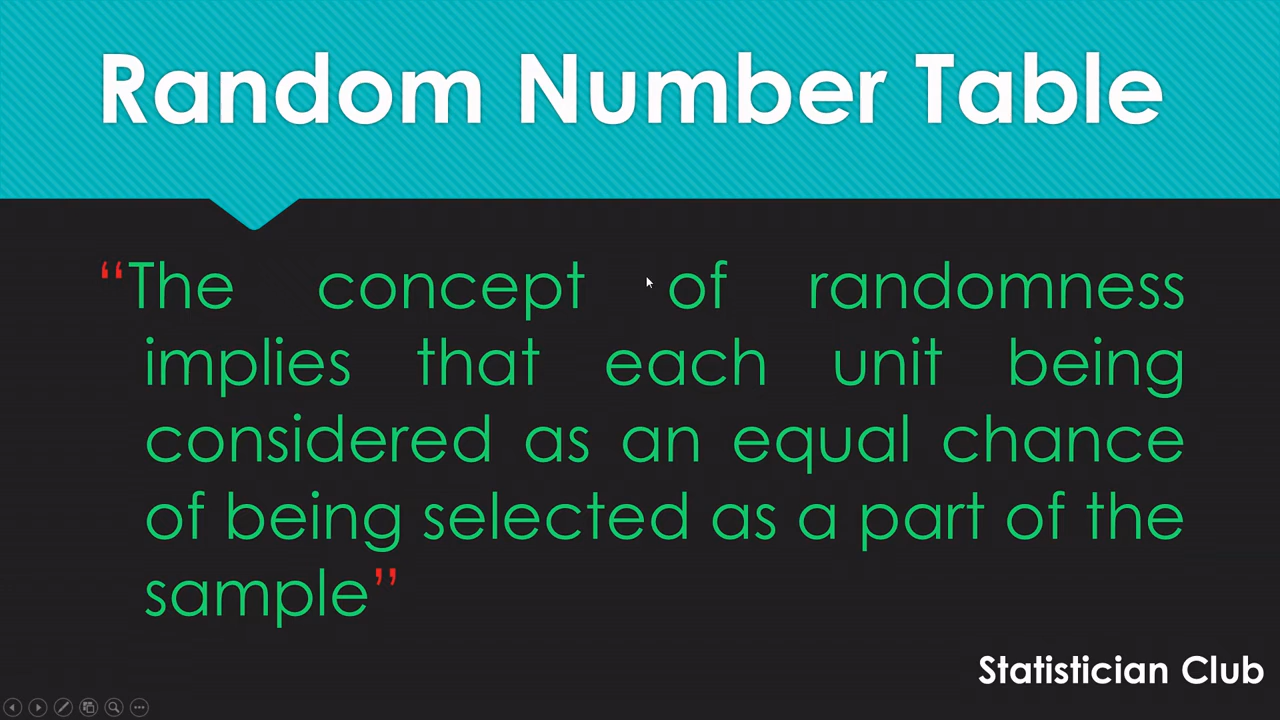 Random Number Table
“The concept of randomness
implies that each unit being
considered as an equal chance
of being selected as a part of the
sample”
Statistician Club